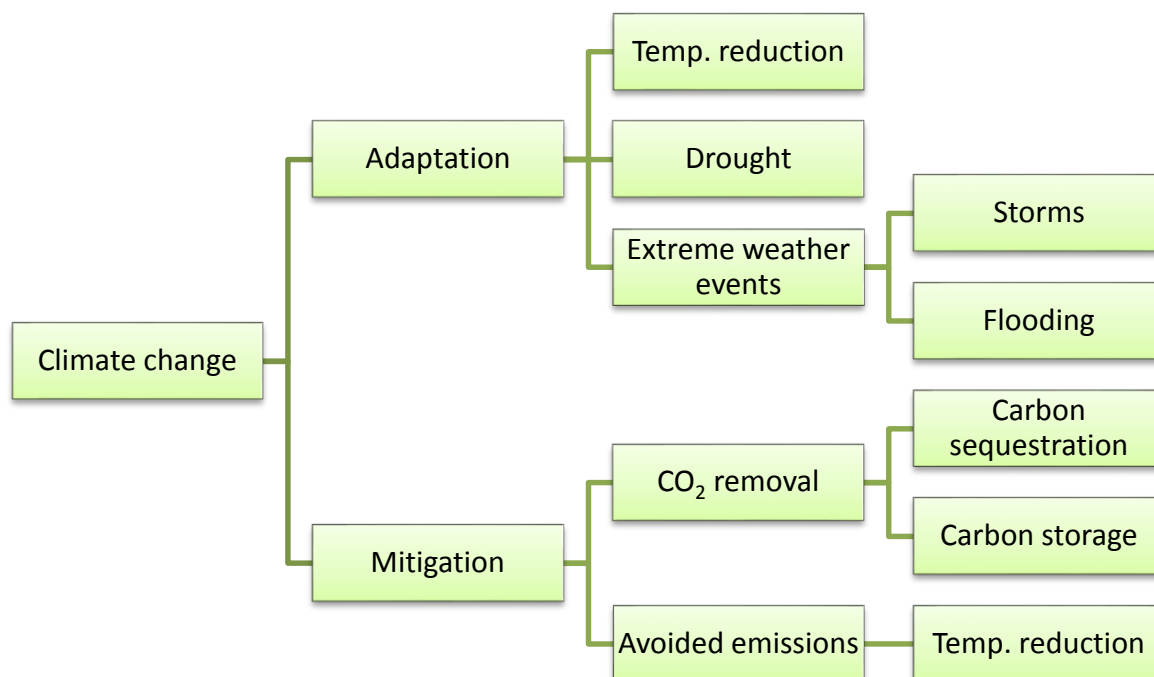 Temp. reduction
Adaptation
Drought
Storms
Extreme weather
events
Flooding
Climate change
Carbon
sequestration
CO₂ removal
Carbon storage
Mitigation
Avoided emissions
Temp. reduction